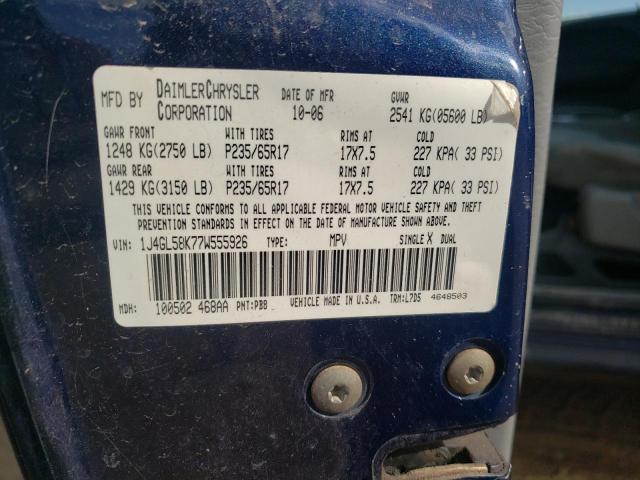 MFD BY DAIMLERCHRYSLER CORPORATION DATE OF MFR 10-06 GVWR 2541 KG(05600 LB)
GAWR FRONT WITH TIRES RIMS AT COLD
1248 KG(2750 LB) P235/65R17 17X7.5 227 KPA( 33 PSI)
GAWR REAR WITH TIRES RIMS AT COLD
1429 KG(3150 LB) P235/65R17 17X7.5 227 KPA( 33 PSI)
THIS VEHICLE CONFORMS TO ALL APPLICABLE FEDERAL MOTOR VEHICLE SAFETY AND THEFT
PREVENTION STANDARDS IN EFFECT ON THE DATE OF MANUFACTURE SHOWN ABOVE.
VIN: 1J4GL58K77W555926 TYPE: MPV SINGLE X DUAL
MDH: 100502 468AA PNT:PBB VEHICLE MADE IN U.S.A. TRM:L7D5 4648503